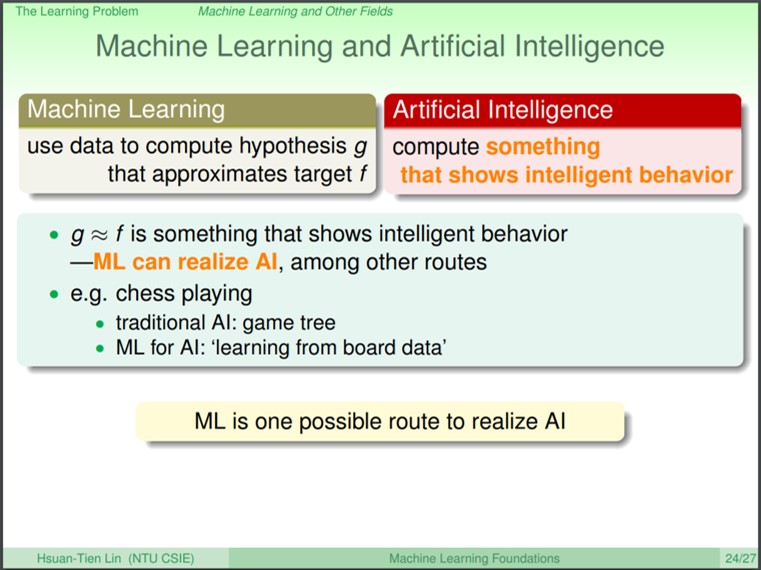 The Learning Problem
Machine Learning and Other Fields
Machine Learning and Artificial Intelligence
Machine Learning
use data to compute hypothesis g
that approximates target f
Artificial Intelligence
compute something
that shows intelligent behavior
• g ≈ f is something that shows intelligent behavior
—ML can realize AI, among other routes
• e.g. chess playing
• traditional AI: game tree
• ML for AI: ‘learning from board data’
ML is one possible route to realize AI
Hsuan-Tien Lin (NTU CSIE)
Machine Learning Foundations
24/27